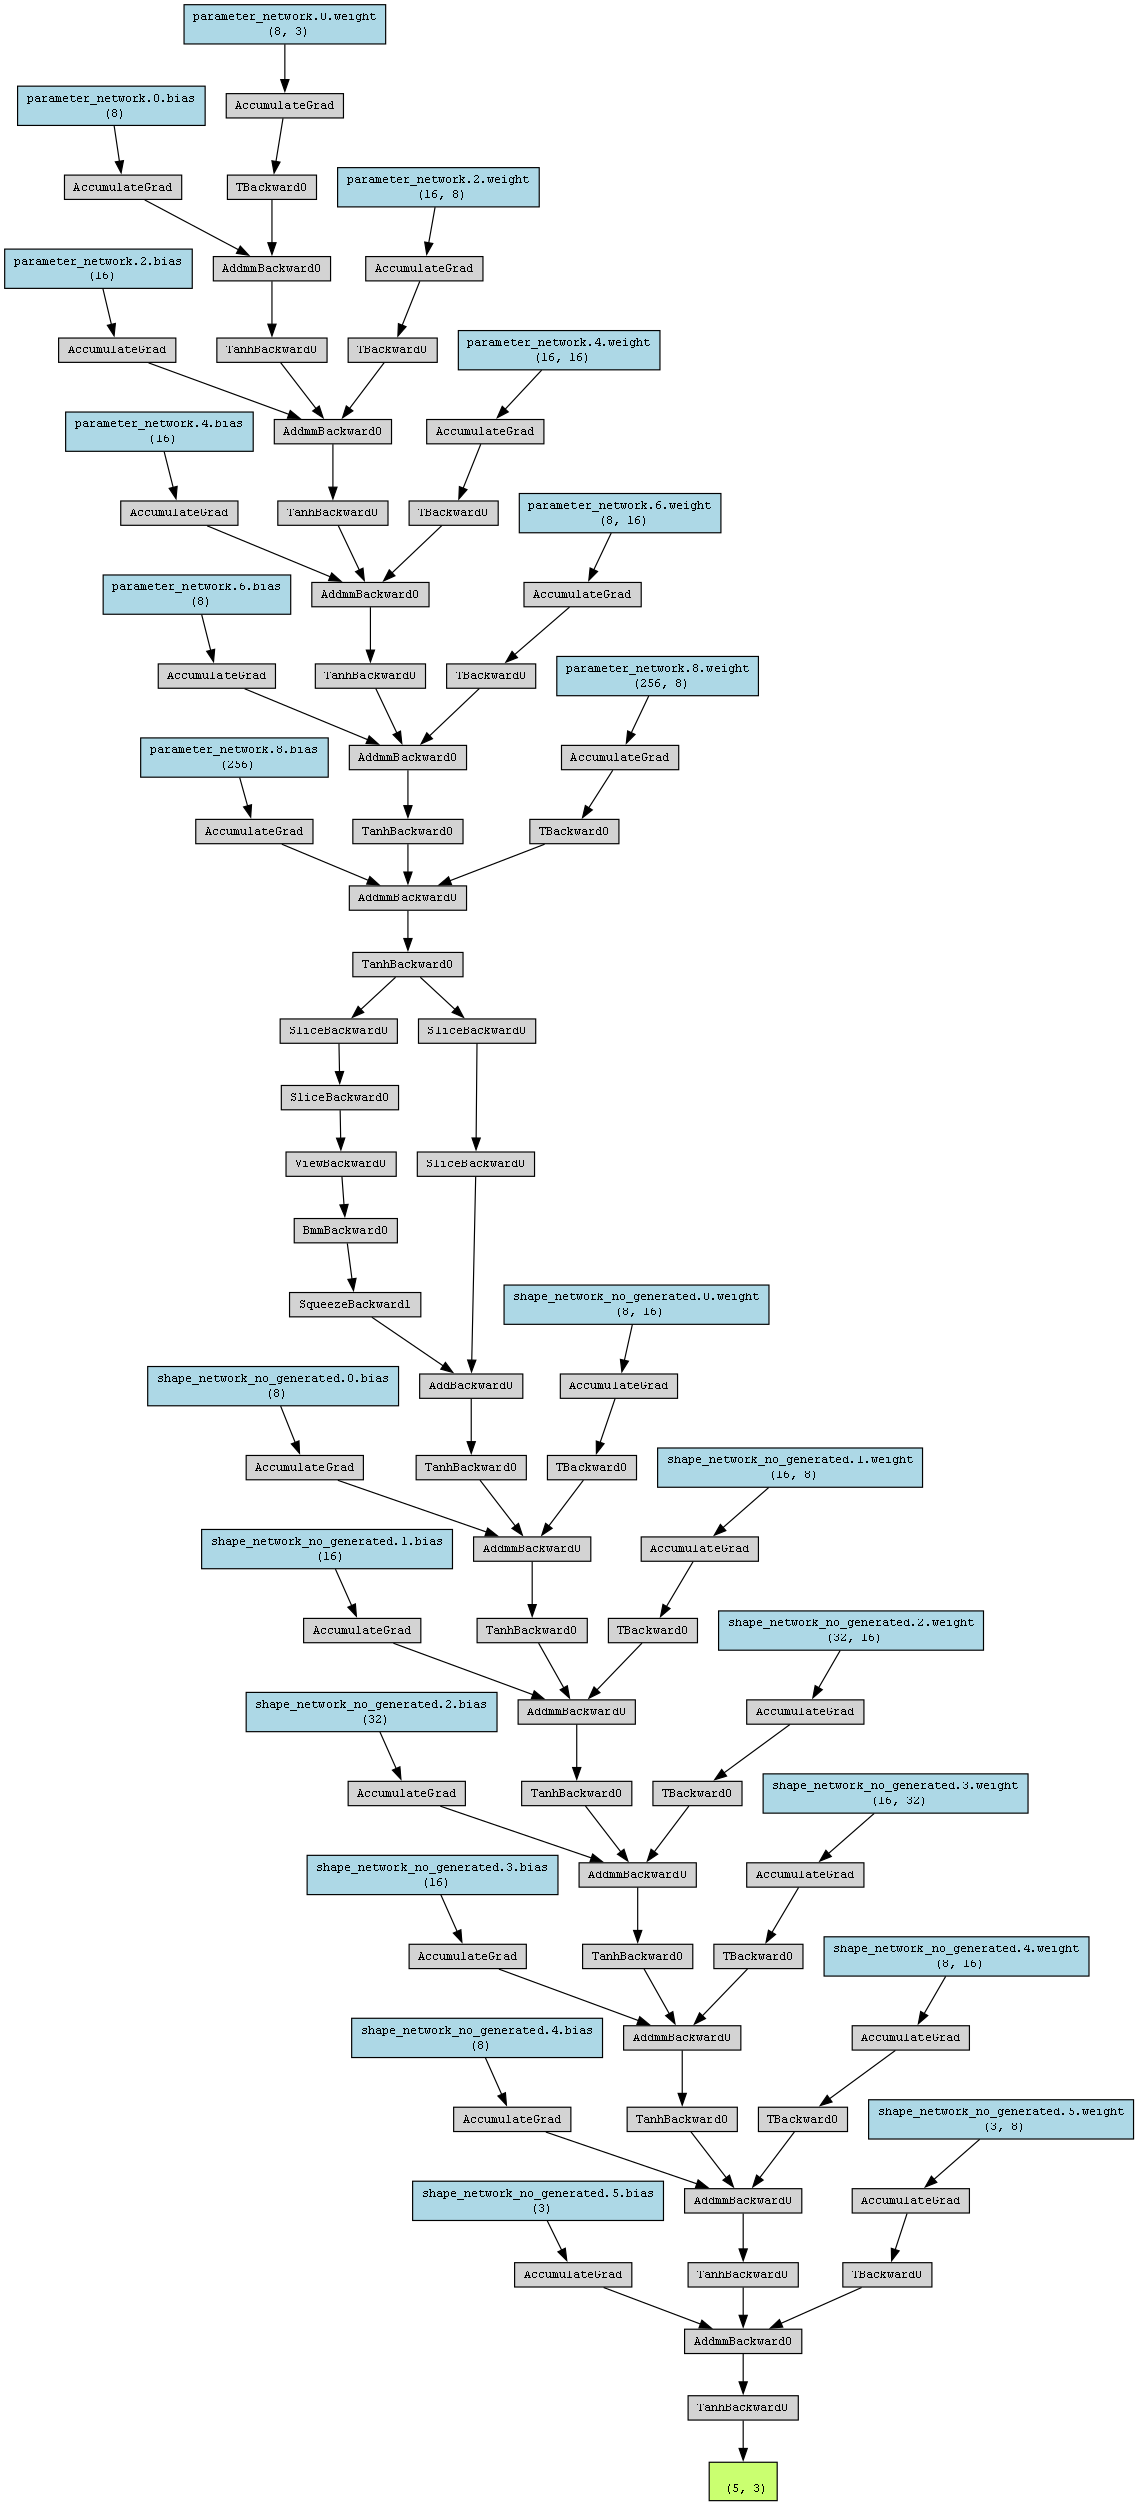 parameter_network.0.weight
(8, 3)
parameter_network.0.bias
(8)
AccumulateGrad
AccumulateGrad
TBackward0
parameter_network.2.weight
(16, 8)
parameter_network.2.bias
(16)
AddmmBackward0
AccumulateGrad
AccumulateGrad
TanhBackward0
TBackward0
parameter_network.4.weight
(16, 16)
parameter_network.4.bias
(16)
AddmmBackward0
AccumulateGrad
AccumulateGrad
TanhBackward0
TBackward0
parameter_network.6.weight
(8, 16)
parameter_network.6.bias
(8)
AddmmBackward0
AccumulateGrad
AccumulateGrad
TanhBackward0
TBackward0
parameter_network.8.weight
(256, 8)
parameter_network.8.bias
(256)
AddmmBackward0
AccumulateGrad
AccumulateGrad
TanhBackward0
TBackward0
AddmmBackward0
TanhBackward0
SliceBackward0
SliceBackward0
SliceBackward0
ViewBackward0
SliceBackward0
BmmBackward0
SqueezeBackward1
shape_network_no_generated.0.weight
(8, 16)
shape_network_no_generated.0.bias
(8)
AddBackward0
AccumulateGrad
AccumulateGrad
TanhBackward0
TBackward0
shape_network_no_generated.1.weight
(16, 8)
shape_network_no_generated.1.bias
(16)
AddmmBackward0
AccumulateGrad
AccumulateGrad
TanhBackward0
TBackward0
shape_network_no_generated.2.weight
(32, 16)
shape_network_no_generated.2.bias
(32)
AddmmBackward0
AccumulateGrad
AccumulateGrad
TanhBackward0
TBackward0
shape_network_no_generated.3.weight
(16, 32)
shape_network_no_generated.3.bias
(16)
AddmmBackward0
AccumulateGrad
AccumulateGrad
TanhBackward0
TBackward0
shape_network_no_generated.4.weight
(8, 16)
shape_network_no_generated.4.bias
(8)
AddmmBackward0
AccumulateGrad
AccumulateGrad
TanhBackward0
TBackward0
shape_network_no_generated.5.weight
(3, 8)
shape_network_no_generated.5.bias
(3)
AddmmBackward0
AccumulateGrad
AccumulateGrad
TanhBackward0
TBackward0
AddmmBackward0
TanhBackward0
(5, 3)